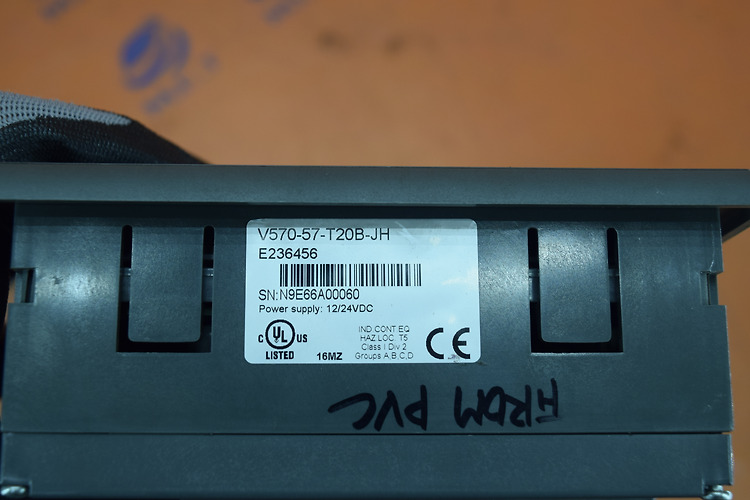 V570-57-T20B-JH
E236456
SN:N9E66A00060
Power supply: 12/24VDC
C UL US
LISTED
16MZ
IND.CONT.EQ
HAZ LOC. T5
Class I Div 2
Groups A,B,C,D
CE
PVC